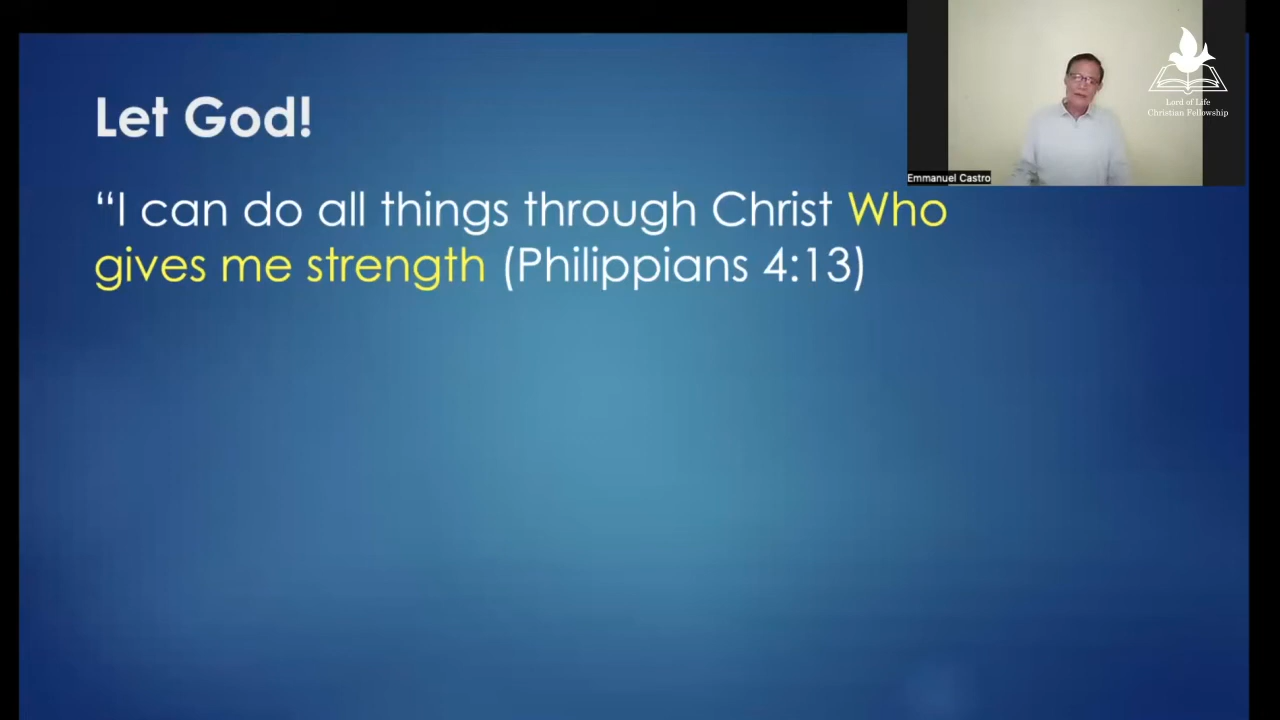 Let God!
“I can do all things through Christ Who
gives me strength (Philippians 4:13)
Lord of Life
Christian Fellowship
Emmanuel Castro